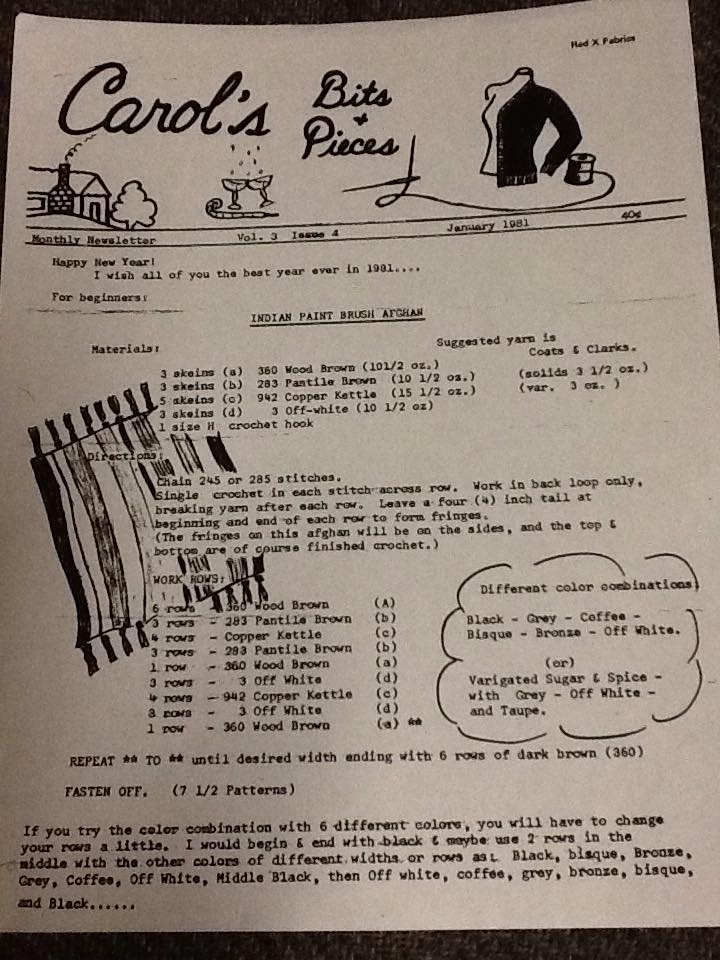 Red X Fabrics
Carol's Bits + Pieces
Monthly Newsletter Vol. 3 Issue 4 January 1981 40¢
Happy New Year!
I wish all of you the best year ever in 1981....
For beginners:
INDIAN PAINT BRUSH AFGHAN
Materials: Suggested yarn is
Coats & Clarks.
3 skeins (a) 360 Wood Brown (101/2 oz.) (solids 3 1/2 oz.)
3 skeins (b) 283 Pantile Brown (10 1/2 oz.) (var. 3 oz. )
5 skeins (c) 942 Copper Kettle (15 1/2 oz.)
3 skeins (d) 3 Off-white (10 1/2 oz)
1 size H crochet hook
Directions:
Chain 245 or 285 stitches.
Single crochet in each stitch across row. Work in back loop only,
breaking yarn after each row. Leave a four (4) inch tail at
beginning and end of each row to form fringes.
(The fringes on this afghan will be on the sides, and the top &
bottom are of course finished crochet.)
WORK ROWS:
6 rows - 360 Wood Brown (A)
3 rows - 283 Pantile Brown (b)
4 rows - Copper Kettle (c)
3 rows - 283 Pantile Brown (b)
1 row - 360 Wood Brown (a)
3 rows - 3 Off White (d)
4 rows - 942 Copper Kettle (c)
3 rows - 3 Off White (d)
1 row - 360 Wood Brown (a) **
Different color combinations
Black - Grey - Coffee -
Bisque - Bronze - Off White.
(or)
Varigated Sugar & Spice -
with Grey - Off White -
and Taupe.
REPEAT ** TO ** until desired width ending with 6 rows of dark brown (360)
FASTEN OFF. (7 1/2 Patterns)
If you try the color combination with 6 different colors, you will have to change
your rows a little. I would begin & end with black & maybe use 2 rows in the
middle with the other colors of different widths or rows as: Black, bisque, Bronze,
Grey, Coffee, Off White, Middle Black, then Off white, coffee, grey, bronze, bisque,
and Black......